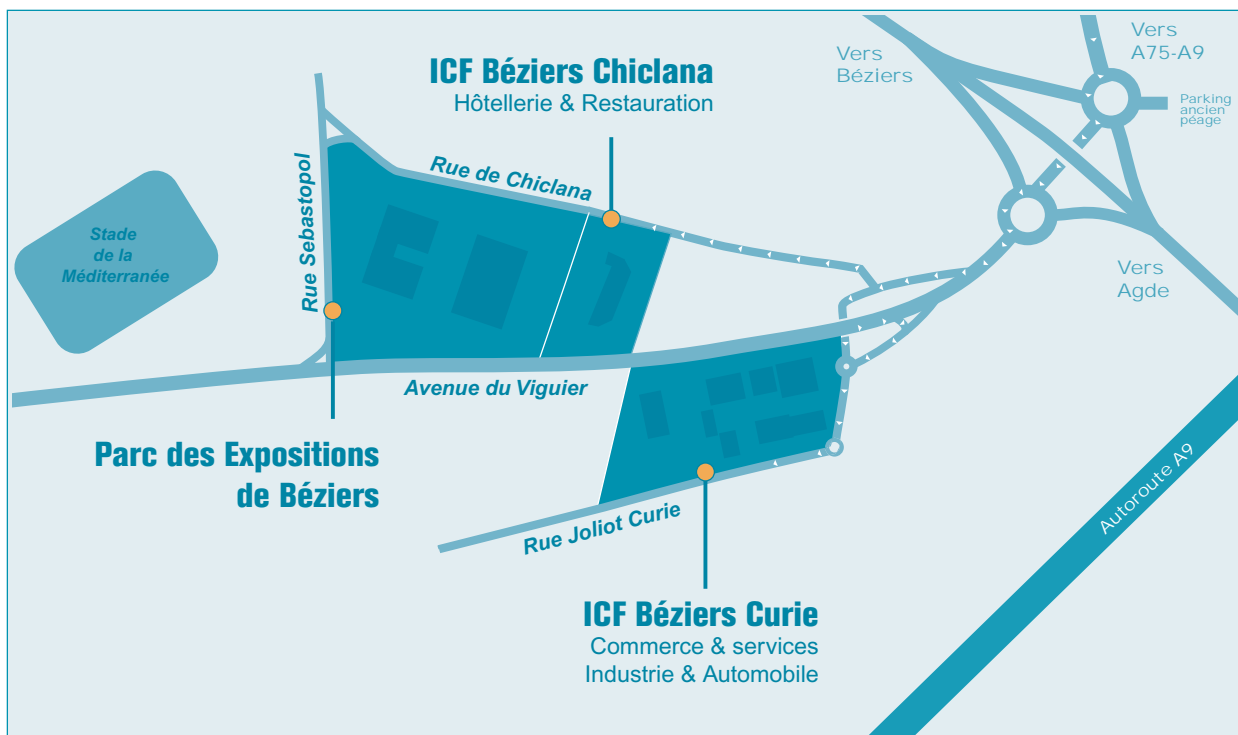 ICF Béziers Chiclana
Hôtellerie & Restauration
Vers
Béziers
Vers
A75-A9
Parking
ancien
péage
Rue de Chiclana
Rue Sebastopol
Stade
de la
Méditerranée
Vers
Agde
Avenue du Viguier
Parc des Expositions
de Béziers
Autoroute A9
Rue Joliot Curie
ICF Béziers Curie
Commerce & services
Industrie & Automobile